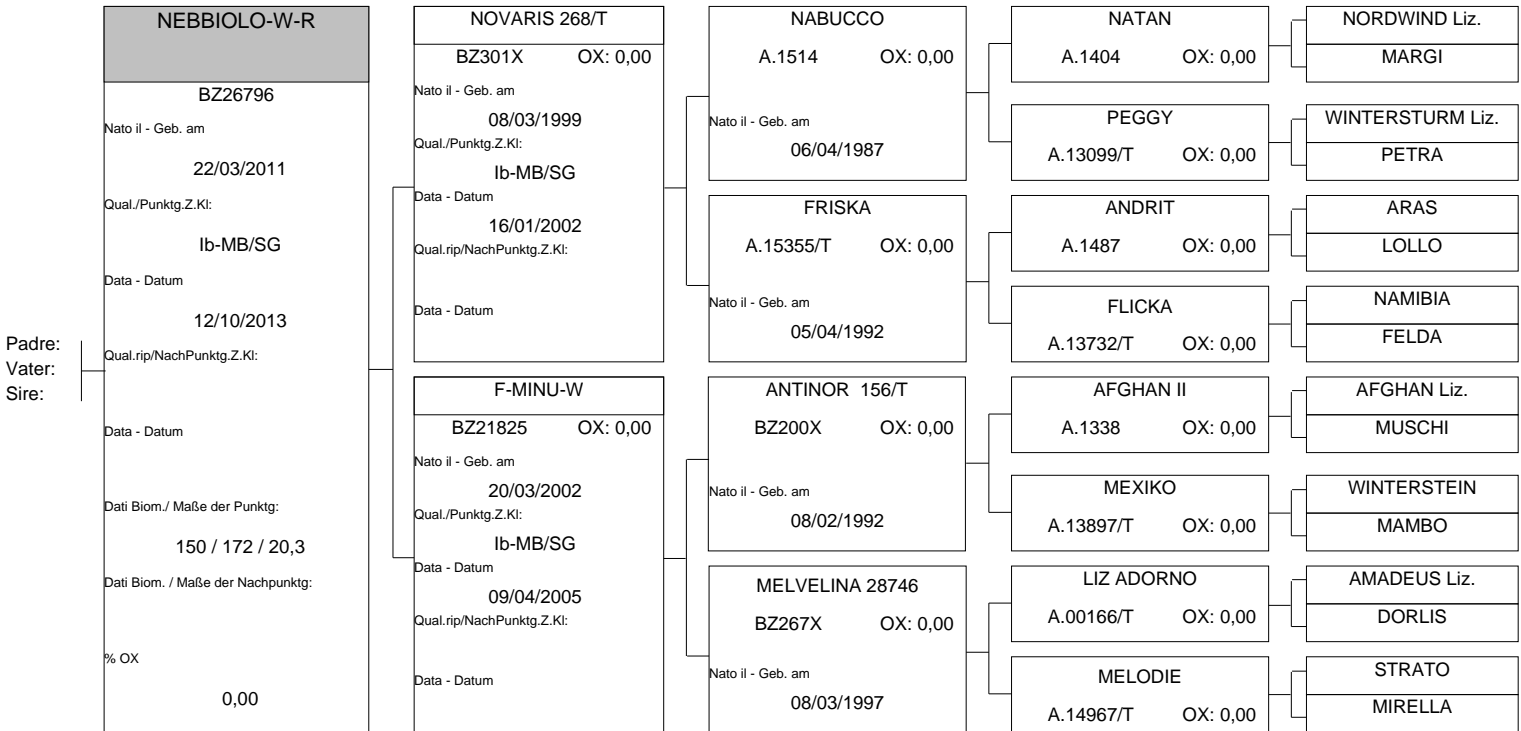 Padre:
Vater:
Sire:
NEBBIOLO-W-R
BZ26796
Nato il - Geb. am
22/03/2011
Qual./Punktg.Z.Kl:
Ib-MB/SG
Data - Datum
12/10/2013
Qual.rip/NachPunktg.Z.Kl:
Data - Datum
Dati Biom./ Maße der Punktg:
150 / 172 / 20,3
Dati Biom. / Maße der Nachpunktg:
% OX
0,00
NOVARIS 268/T
BZ301X OX: 0,00
Nato il - Geb. am
08/03/1999
Qual./Punktg.Z.Kl:
Ib-MB/SG
Data - Datum
16/01/2002
Qual.rip/NachPunktg.Z.Kl:
Data - Datum
F-MINU-W
BZ21825 OX: 0,00
Nato il - Geb. am
20/03/2002
Qual./Punktg.Z.Kl:
Ib-MB/SG
Data - Datum
09/04/2005
Qual.rip/NachPunktg.Z.Kl:
Data - Datum
NABUCCO
A.1514 OX: 0,00
Nato il - Geb. am
06/04/1987
FRISKA
A.15355/T OX: 0,00
Nato il - Geb. am
05/04/1992
ANTINOR 156/T
BZ200X OX: 0,00
Nato il - Geb. am
08/02/1992
MELVELINA 28746
BZ267X OX: 0,00
Nato il - Geb. am
08/03/1997
NATAN
A.1404 OX: 0,00
PEGGY
A.13099/T OX: 0,00
ANDRIT
A.1487 OX: 0,00
FLICKA
A.13732/T OX: 0,00
AFGHAN II
A.1338 OX: 0,00
MEXIKO
A.13897/T OX: 0,00
LIZ ADORNO
A.00166/T OX: 0,00
MELODIE
A.14967/T OX: 0,00
NORDWIND Liz.
MARGI
WINTERSTURM Liz.
PETRA
ARAS
LOLLO
NAMIBIA
FELDA
AFGHAN Liz.
MUSCHI
WINTERSTEIN
MAMBO
AMADEUS Liz.
DORLIS
STRATO
MIRELLA